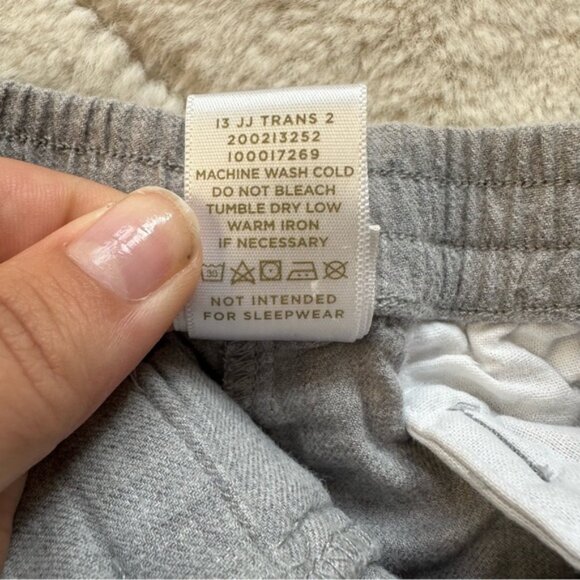 13 JJ TRANS 2
200213252
100017269
MACHINE WASH COLD
DO NOT BLEACH
TUMBLE DRY LOW
WARM IRON
IF NECESSARY
30
NOT INTENDED
FOR SLEEPWEAR